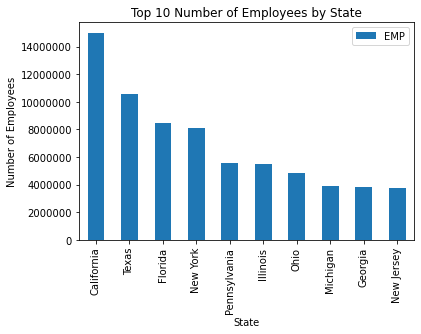 Top 10 Number of Employees by State
EMP
Number of Employees
14000000
12000000
10000000
8000000
6000000
4000000
2000000
0
California
Texas
Florida
New York
Pennsylvania
Illinois
Ohio
Michigan
Georgia
New Jersey
State